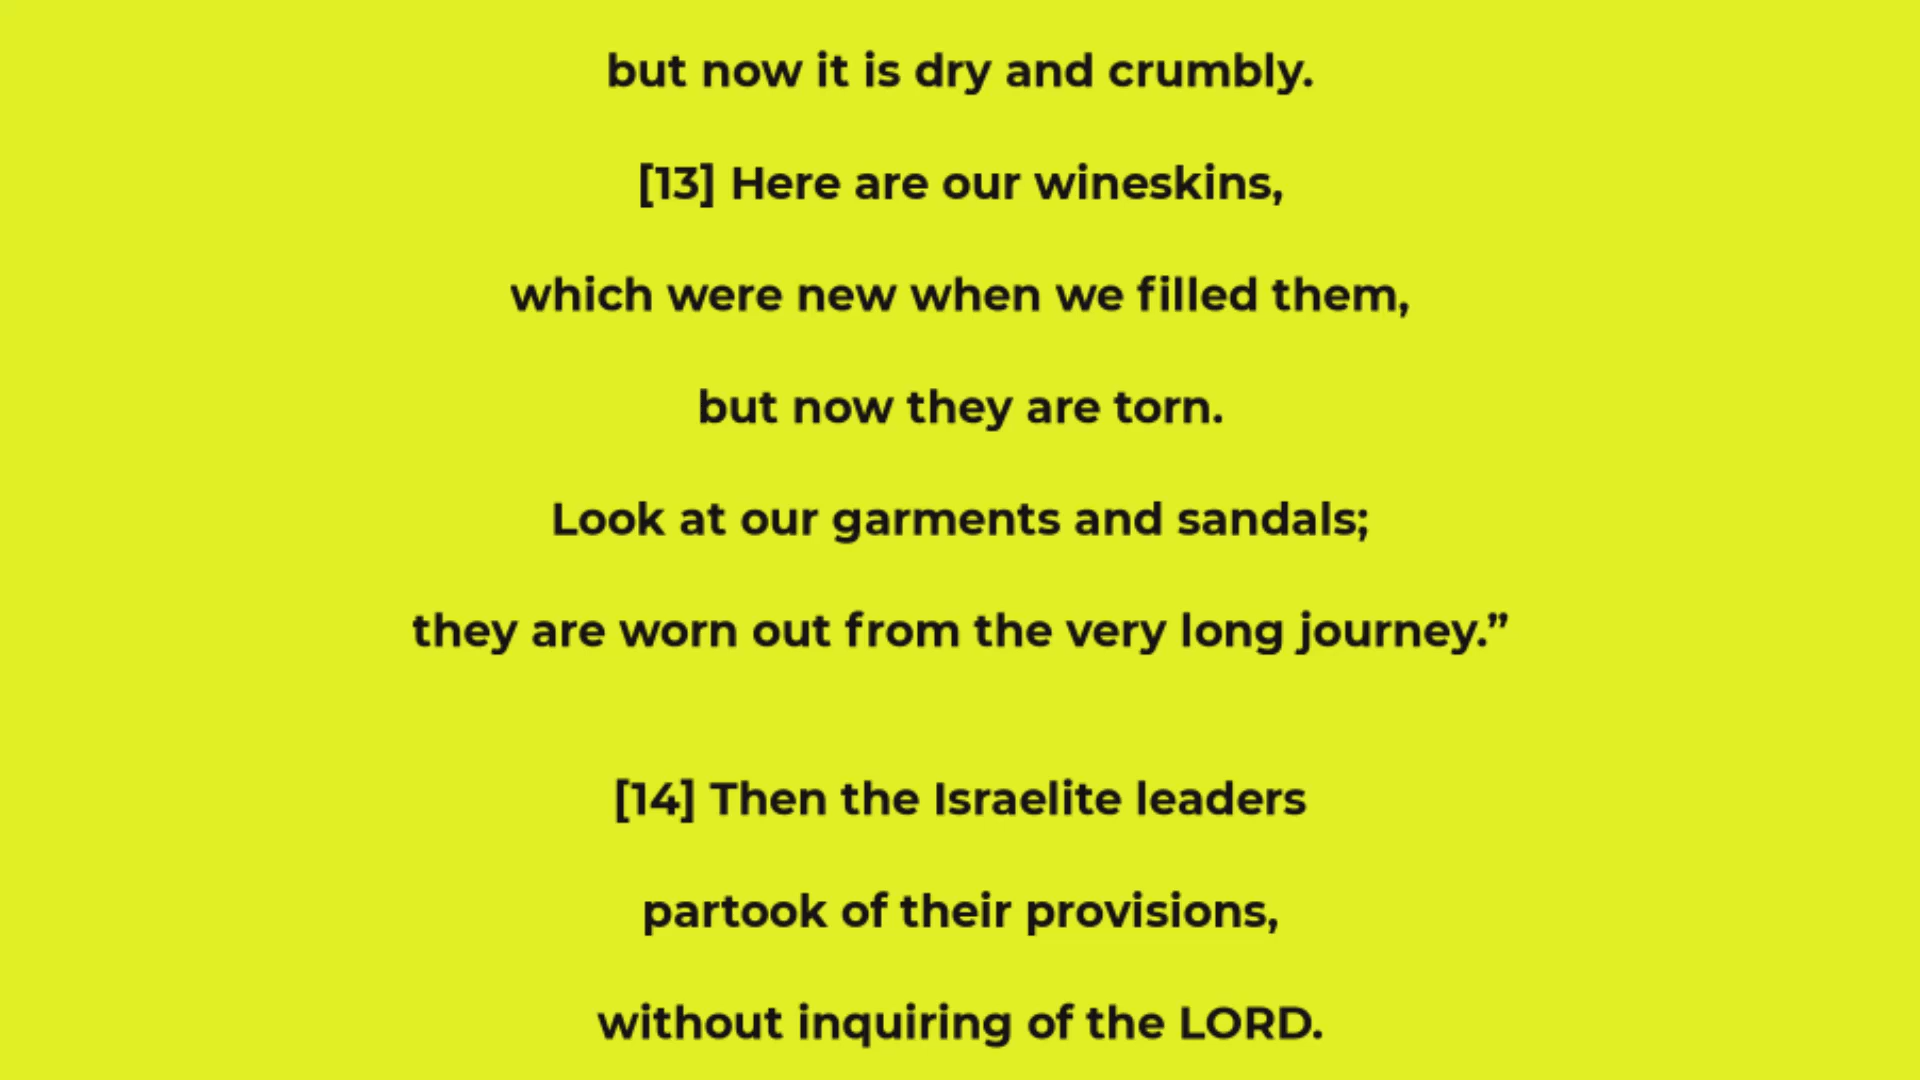 but now it is dry and crumbly.
[13] Here are our wineskins,
which were new when we filled them,
but now they are torn.
Look at our garments and sandals;
they are worn out from the very long journey.”
[14] Then the Israelite leaders
partook of their provisions,
without inquiring of the LORD.